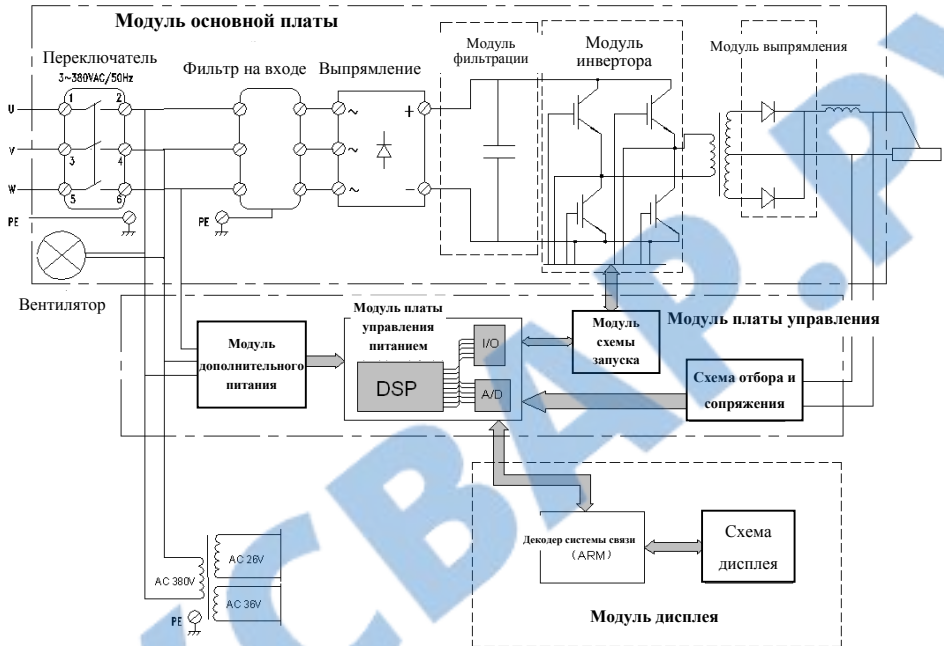 Модуль основной платы
Переключатель
3~380VAC/50Hz
Фильтр на входе
Выпрямление
Модуль
фильтрации
Модуль
инвертора
Модуль выпрямления
U
V
W
PE
1
2
3
4
5
6
~
~
~
+
−
PE
Вентилятор
Модуль платы управления
Модуль
дополнительного
питания
Модуль платы
управления
питанием
DSP
I/O
A/D
Модуль
схемы
запуска
Схема отбора и
сопряжения
AC 380V
AC 26V
AC 36V
PE
Декодер системы связи
(ARM)
Схема
дисплея
Модуль дисплея